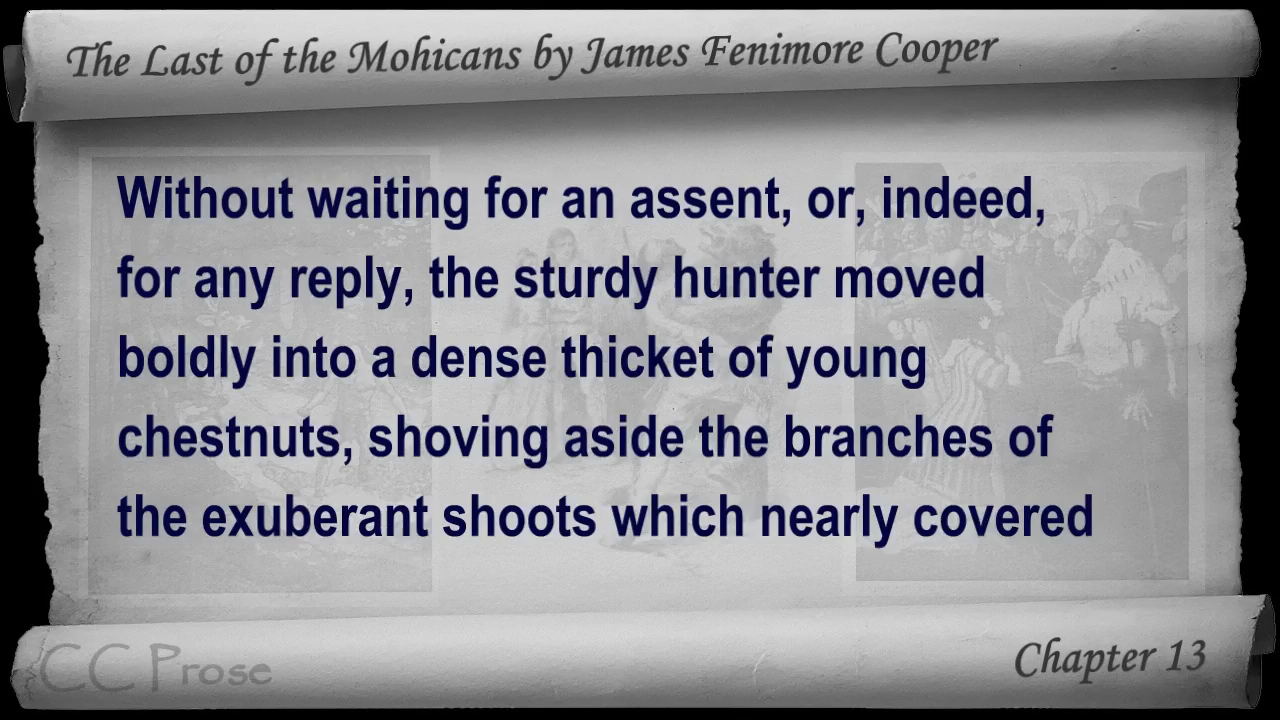 The Last of the Mohicans by James Fenimore Cooper
Without waiting for an assent, or, indeed,
for any reply, the sturdy hunter moved
boldly into a dense thicket of young
chestnuts, shoving aside the branches of
the exuberant shoots which nearly covered
CC Prose
Chapter 13